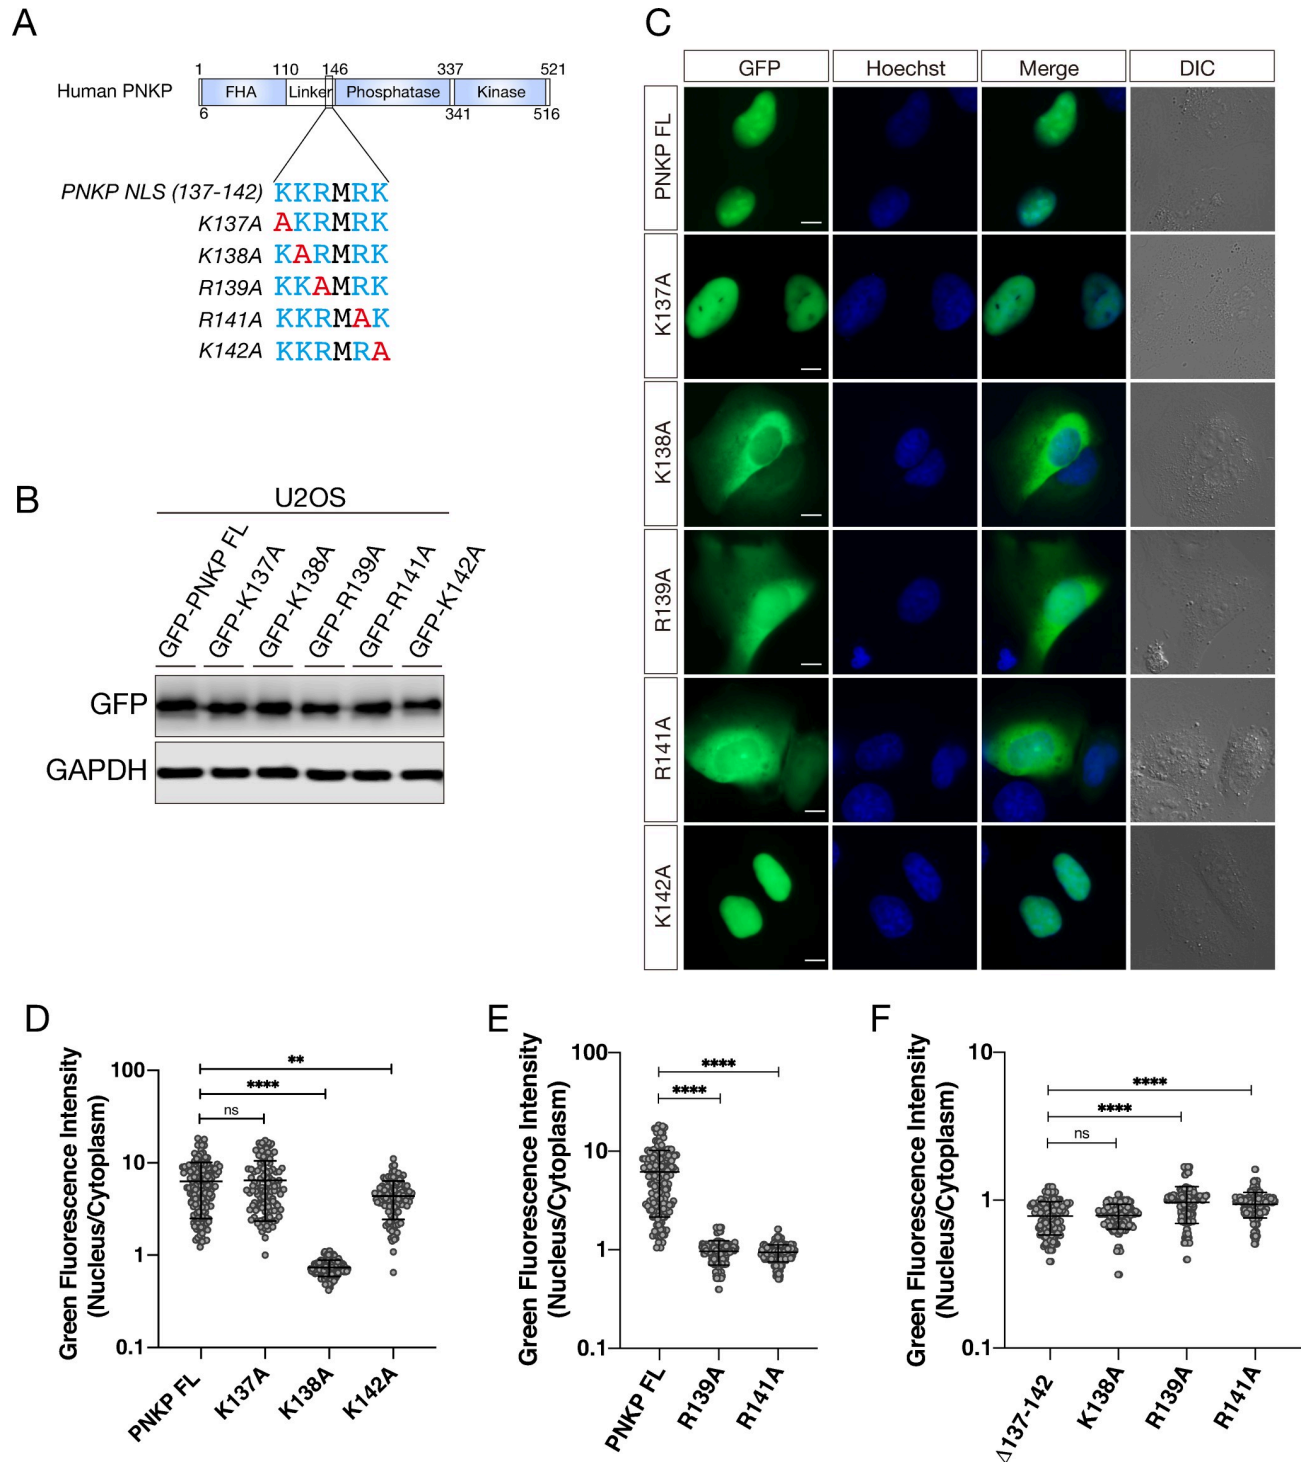 A
1 110 146 337 521
Human PNKP FHA Linker Phosphatase Kinase
6 341 516
PNKP NLS (137-142) KKRMRK
K137A AKRMRK
K138A KARMRK
R139A KKAMRK
R141A KKRMAK
K142A KKRMRA
B
U2OS
GFP-PNKP FL
GFP-K137A
GFP-K138A
GFP-R139A
GFP-R141A
GFP-K142A
GFP
GAPDH
C
GFP Hoechst Merge DIC
PNKP FL
K137A
K138A
R139A
R141A
K142A
D
Green Fluorescence Intensity
(Nucleus/Cytoplasm)
100
10
1
0.1
**
****
ns
PNKP FL
K137A
K138A
K142A
E
Green Fluorescence Intensity
(Nucleus/Cytoplasm)
100
10
1
0.1
****
****
PNKP FL
R139A
R141A
F
Green Fluorescence Intensity
(Nucleus/Cytoplasm)
10
1
0.1
****
****
ns
Δ137-142
K138A
R139A
R141A